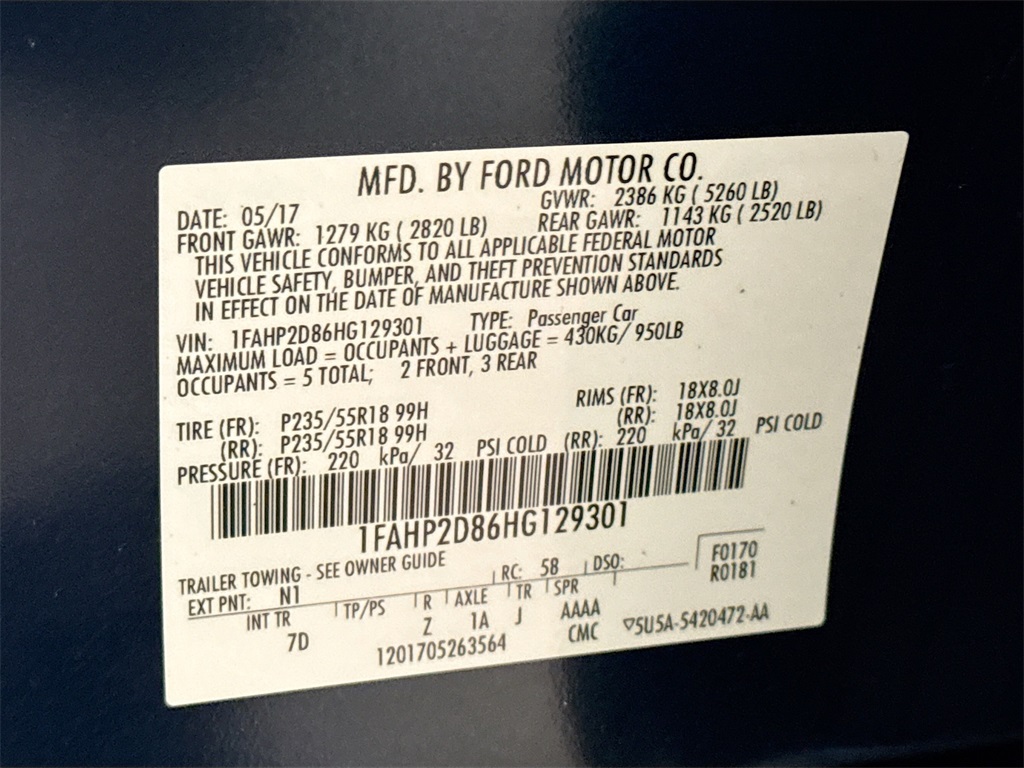 MFD. BY FORD MOTOR CO.
DATE: 05/17 GVWR: 2386 KG ( 5260 LB)
FRONT GAWR: 1279 KG ( 2820 LB) REAR GAWR: 1143 KG ( 2520 LB)
THIS VEHICLE CONFORMS TO ALL APPLICABLE FEDERAL MOTOR
VEHICLE SAFETY, BUMPER, AND THEFT PREVENTION STANDARDS
IN EFFECT ON THE DATE OF MANUFACTURE SHOWN ABOVE.
VIN: 1FAHP2D86HG129301 TYPE: Passenger Car
MAXIMUM LOAD = OCCUPANTS + LUGGAGE = 430KG/ 950LB
OCCUPANTS = 5 TOTAL; 2 FRONT, 3 REAR
TIRE (FR): P235/55R18 99H RIMS (FR): 18X8.0J
(RR): P235/55R18 99H (RR): 18X8.0J
PRESSURE (FR): 220 kPa/ 32 PSI COLD (RR): 220 kPa/ 32 PSI COLD
1FAHP2D86HG129301
TRAILER TOWING - SEE OWNER GUIDE
EXT PNT: N1 RC: 58 DSO: F0170
R0181
INT TR TP/PS R AXLE TR SPR
7D Z 1A J AAAA
1201705263564 CMC ▽5U5A-5420472-AA